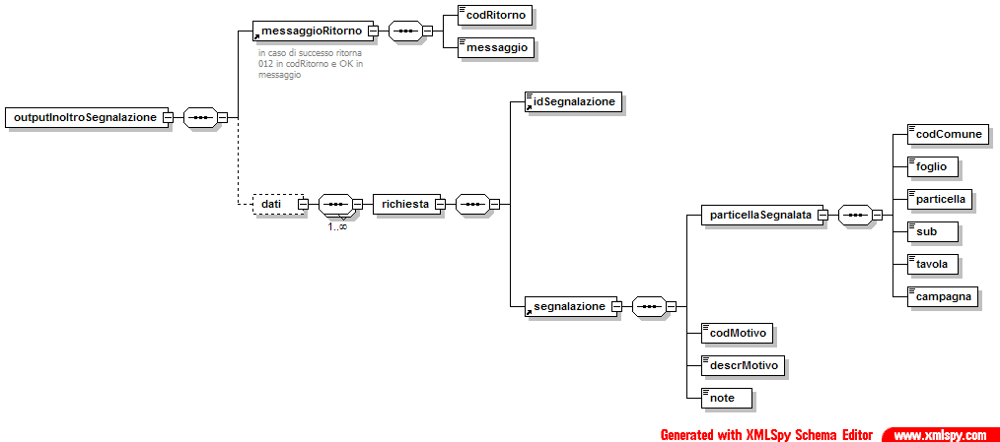 codRitorno
messaggioRitorno
messaggio
in caso di successo ritorna
012 in codRitorno e OK in
messaggio
idSegnalazione
outputInoltroSegnalazione
codComune
foglio
dati
richiesta
particella
1..∞
particellaSegnalata
sub
tavola
campagna
segnalazione
codMotivo
descrMotivo
note
Generated with XMLSpy Schema Editor www.xmlspy.com